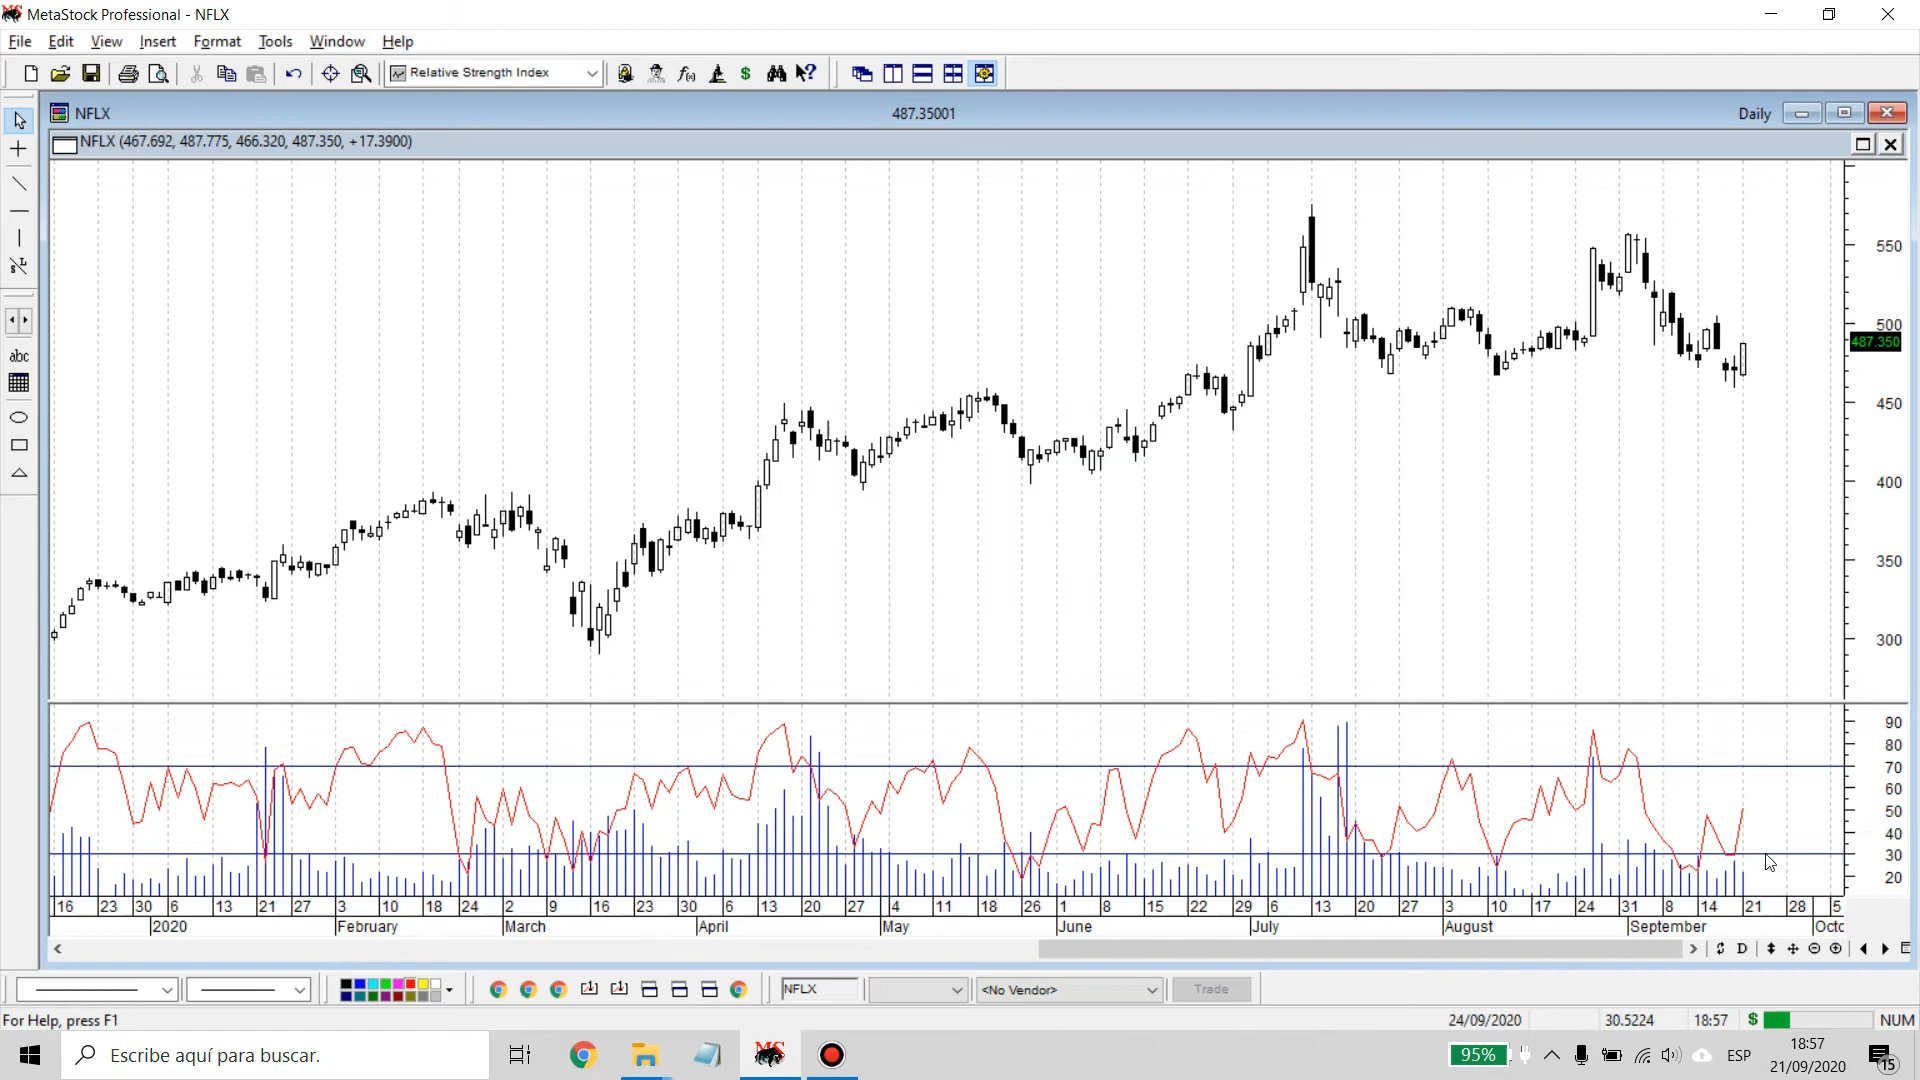 MetaStock Professional - NFLX
File Edit View Insert Format Tools Window Help
Relative Strength Index
NFLX 487.35001 Daily
NFLX (467.692, 487.775, 466.320, 487.350, +17.3900)
abc
550
500
487.350
450
400
350
300
90
80
70
60
50
40
30
20
16 23 30 6 13 21 27 3 10 18 24 2 9 16 23 30 6 13 20 27 4 11 18 26 1 8 15 22 29 6 13 20 27 3 10 17 24 31 8 14 21 28 5
2020 February March April May June July August September Octo
D
NFLX <No Vendor> Trade
For Help, press F1 24/09/2020 30.5224 18:57 $ NUM
Escribe aquí para buscar. MS 95% ESP 18:57
21/09/2020 15